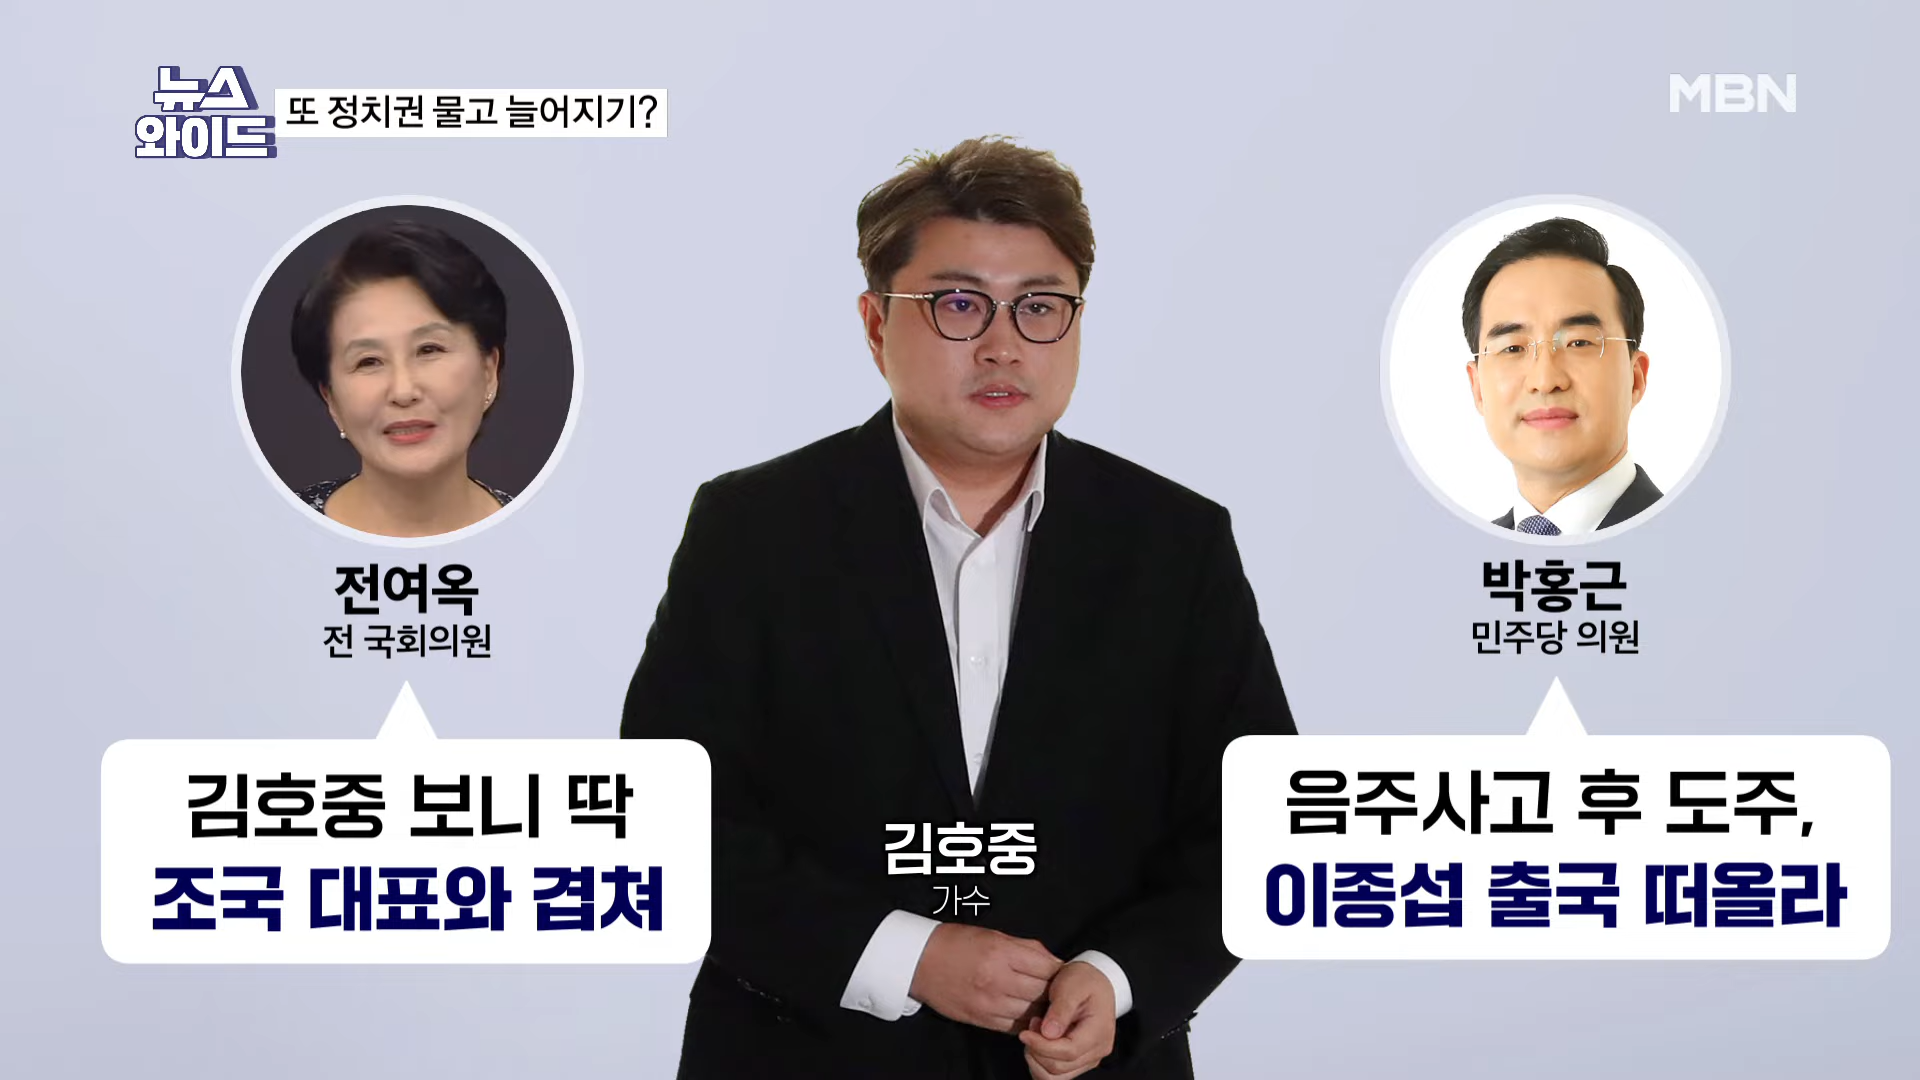 뉴스
와이드
또 정치권 물고 늘어지기?
MBN
전여옥
전 국회의원
김호중 보니 딱
조국 대표와 겹쳐
김호중
가수
박홍근
민주당 의원
음주사고 후 도주,
이종섭 출국 떠올라